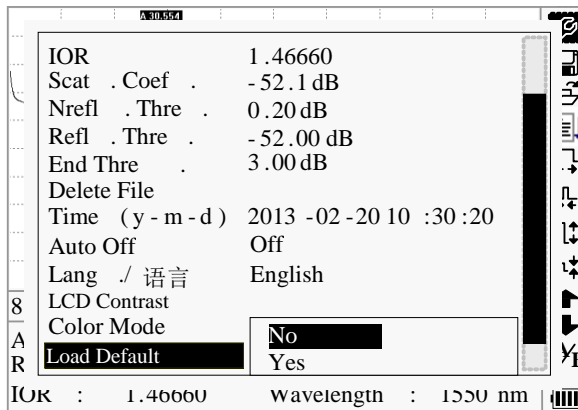 A 30.554
IOR 1.46660
Scat . Coef . -52.1 dB
Nrefl . Thre . 0.20 dB
Refl . Thre . -52.00 dB
End Thre . 3.00 dB
Delete File
Time ( y - m - d ) 2013 -02 -20 10 :30 :20
Auto Off Off
Lang ./ 语言 English
LCD Contrast
Color Mode
Load Default
No
Yes
8
A
R
IOR : 1.46660 Wavelength : 1550 nm